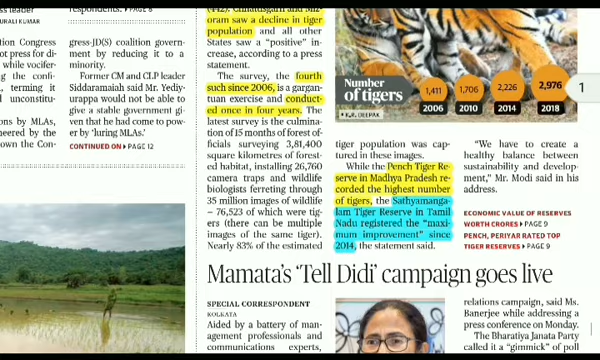 ss leader
URALI KUMAR
respondents. ▸ PAGE 8
tion Congress
ot press for di-
while vocifer-
g the confi-
, terming it
unconstitu-
ons by MLAs,
neered by the
own the Con-
gress-JD(S) coalition govern-
ment by reducing it to a
minority.
Former CM and CLP leader
Siddaramaiah said Mr. Yediy-
urappa would not be able to
give a stable government gi-
ven that he had come to pow-
er by ‘luring MLAs.’
CONTINUED ON ▸ PAGE 12
(442). Chhattisgarh and Miz-
oram saw a decline in tiger
population and all other
States saw a “positive” in-
crease, according to a press
statement.
The survey, the fourth
such since 2006, is a gargan-
tuan exercise and conduct-
ed once in four years. The
latest survey is the culmina-
tion of 15 months of forest of-
ficials surveying 3,81,400
square kilometres of forest-
ed habitat, installing 26,760
camera traps and wildlife
biologists ferreting through
35 million images of wildlife
– 76,523 of which were tig-
ers (there can be multiple
images of the same tiger).
Nearly 83% of the estimated
Number
of tigers
1,411
2006
1,706
2010
2,226
2014
2,976
2018
K.R. DEEPAK
1
tiger population was cap-
tured in these images.
While the Pench Tiger Re-
serve in Madhya Pradesh re-
corded the highest number
of tigers, the Sathyamanga-
lam Tiger Reserve in Tamil
Nadu registered the “maxi-
mum improvement” since
2014, the statement said.
“We have to create a
healthy balance between
sustainability and develop-
ment,” Mr. Modi said in his
address.
ECONOMIC VALUE OF RESERVES
WORTH CRORES ▸ PAGE 9
PENCH, PERIYAR RATED TOP
TIGER RESERVES ▸ PAGE 9
Mamata’s ‘Tell Didi’ campaign goes live
SPECIAL CORRESPONDENT
KOLKATA
Aided by a battery of man-
agement professionals and
communications experts,
relations campaign, said Ms.
Banerjee while addressing a
press conference on Monday.
The Bharatiya Janata Party
called it a “gimmick” of poll